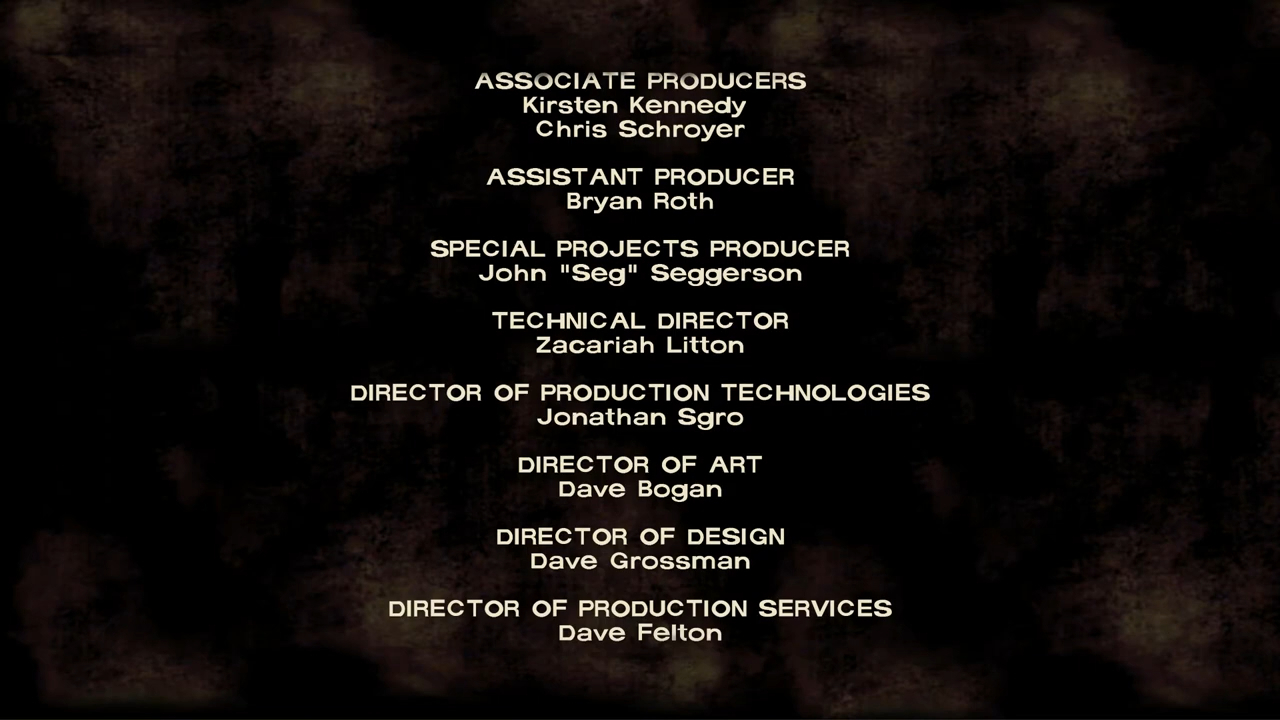 ASSOCIATE PRODUCERS
Kirsten Kennedy
Chris Schroyer
ASSISTANT PRODUCER
Bryan Roth
SPECIAL PROJECTS PRODUCER
John "Seg" Seggerson
TECHNICAL DIRECTOR
Zacariah Litton
DIRECTOR OF PRODUCTION TECHNOLOGIES
Jonathan Sgro
DIRECTOR OF ART
Dave Bogan
DIRECTOR OF DESIGN
Dave Grossman
DIRECTOR OF PRODUCTION SERVICES
Dave Felton